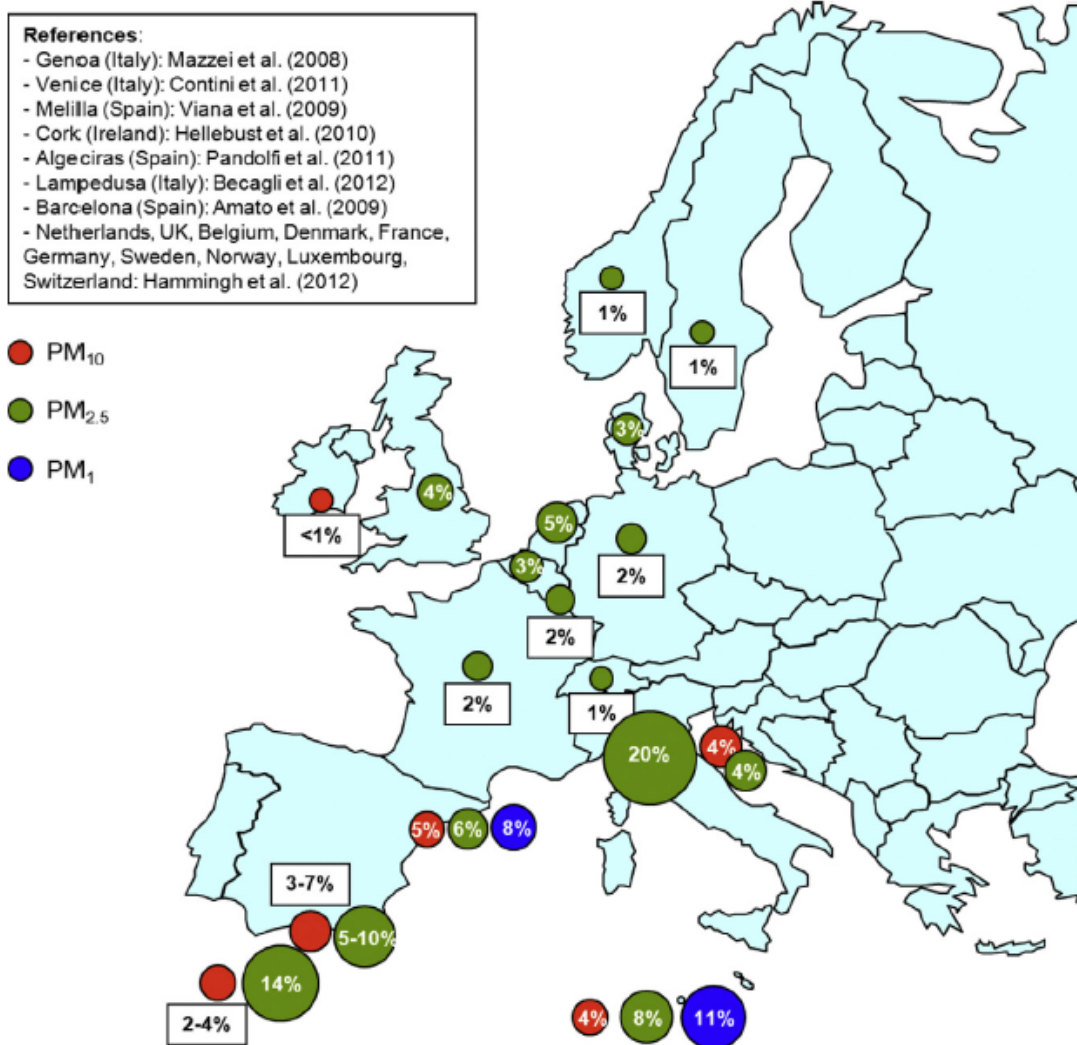 References:
- Genoa (Italy): Mazzei et al. (2008)
- Venice (Italy): Contini et al. (2011)
- Melilla (Spain): Viana et al. (2009)
- Cork (Ireland): Hellebust et al. (2010)
- Algeciras (Spain): Pandolfi et al. (2011)
- Lampedusa (Italy): Becagli et al. (2012)
- Barcelona (Spain): Amato et al. (2009)
- Netherlands, UK, Belgium, Denmark, France,
Germany, Sweden, Norway, Luxembourg,
Switzerland: Hammingh et al. (2012)
PM10
PM2.5
PM1
1%
1%
3%
4%
<1%
5%
3%
2%
2%
2%
1%
20%
4%
4%
5%
6%
8%
3-7%
5-10%
14%
2-4%
4%
8%
11%